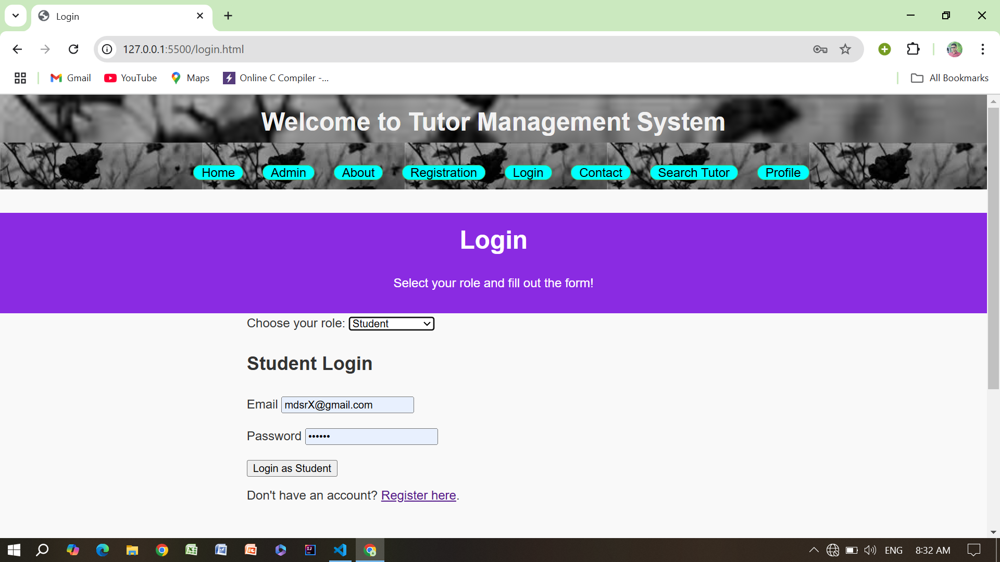 Login
127.0.0.1:5500/login.html
Gmail YouTube Maps Online C Compiler -... All Bookmarks
Welcome to Tutor Management System
Home Admin About Registration Login Contact Search Tutor Profile
Login
Select your role and fill out the form!
Choose your role: Student
Student Login
Email mdsrX@gmail.com
Password ••••••
Login as Student
Don't have an account? Register here.
ENG 8:32 AM